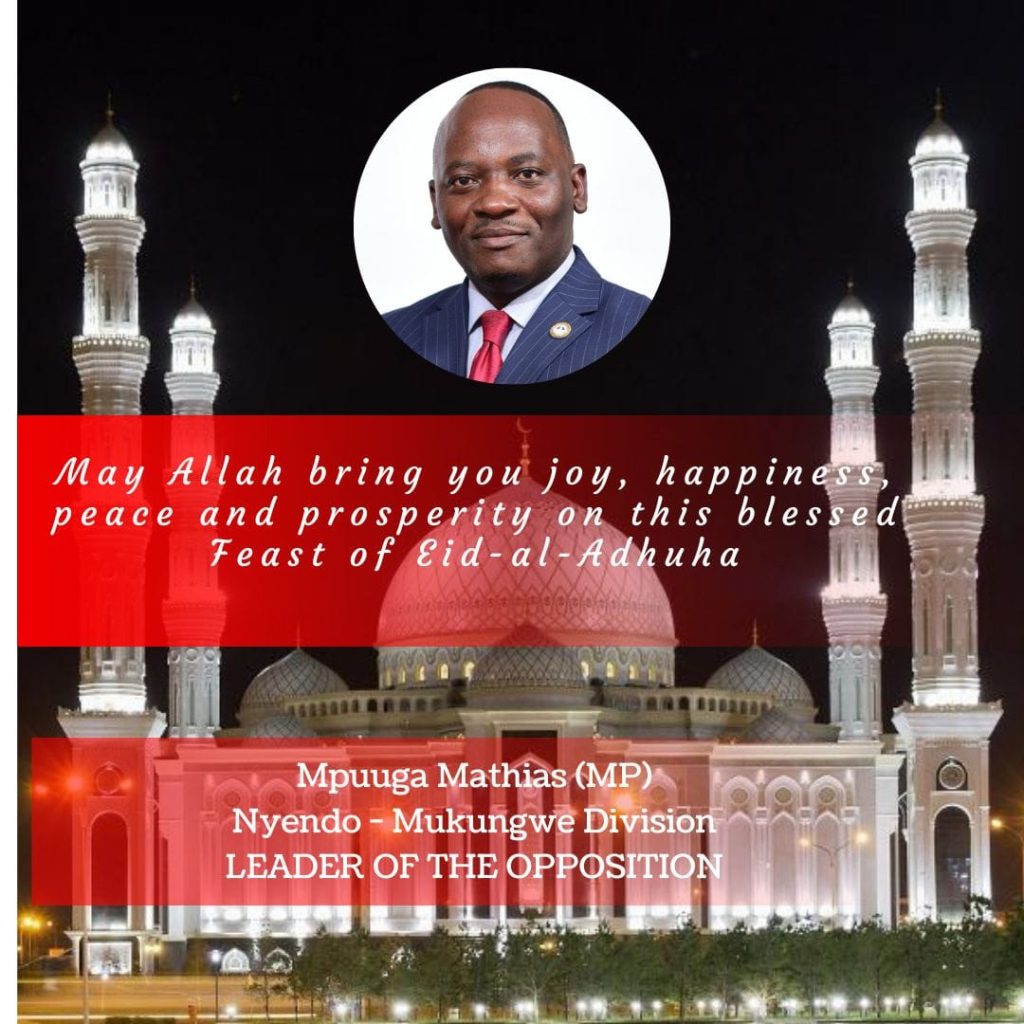 May Allah bring you joy, happiness,
peace and prosperity on this blessed
Feast of Eid-al-Adhuha
Mpuuga Mathias (MP)
Nyendo - Mukungwe Division
LEADER OF THE OPPOSITION